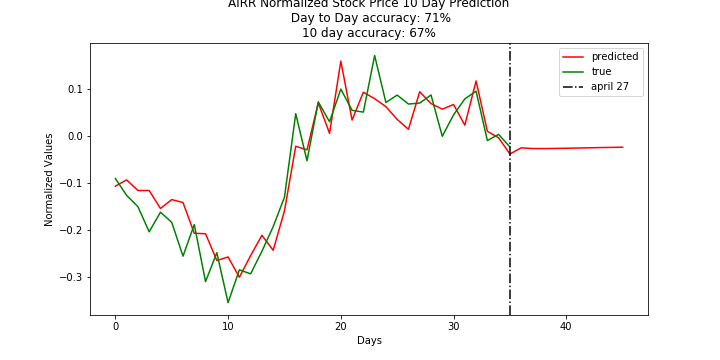 AIRR Normalized Stock Price 10 Day Prediction
Day to Day accuracy: 71%
10 day accuracy: 67%
predicted
true
april 27
Normalized Values
0.1
0.0
−0.1
−0.2
−0.3
0
10
20
30
40
Days